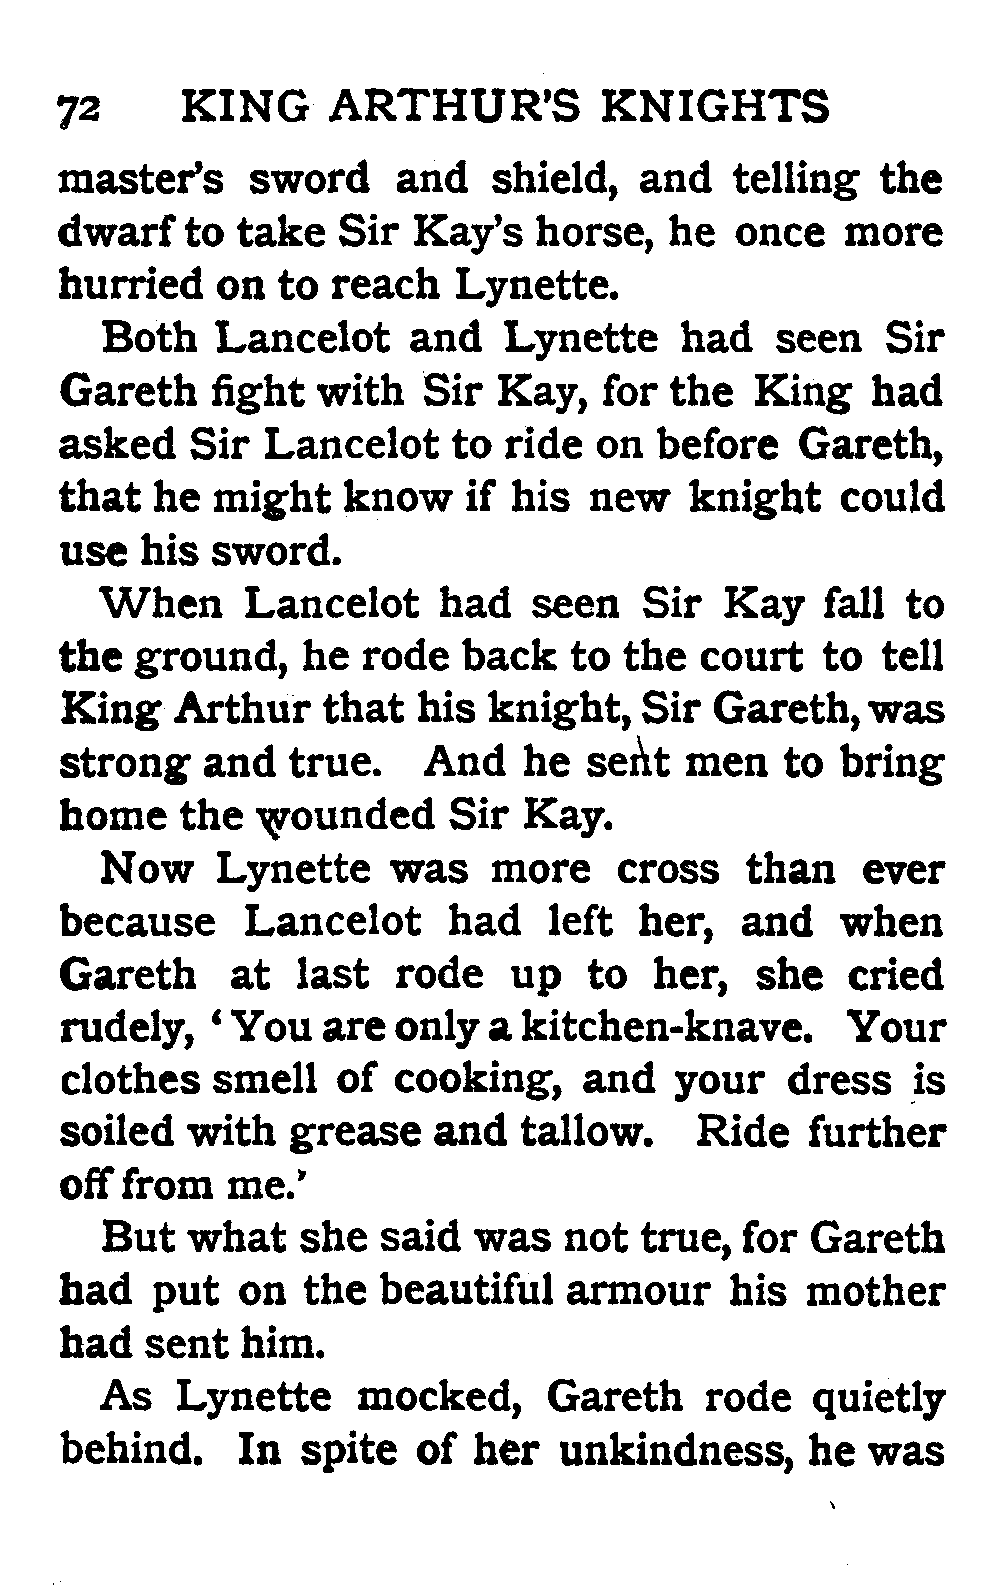 72 KING ARTHUR'S KNIGHTS
master's sword and shield, and telling the
dwarf to take Sir Kay's horse, he once more
hurried on to reach Lynette.
Both Lancelot and Lynette had seen Sir
Gareth fight with Sir Kay, for the King had
asked Sir Lancelot to ride on before Gareth,
that he might know if his new knight could
use his sword.
When Lancelot had seen Sir Kay fall to
the ground, he rode back to the court to tell
King Arthur that his knight, Sir Gareth, was
strong and true. And he sent men to bring
home the wounded Sir Kay.
Now Lynette was more cross than ever
because Lancelot had left her, and when
Gareth at last rode up to her, she cried
rudely, ‘You are only a kitchen-knave. Your
clothes smell of cooking, and your dress is
soiled with grease and tallow. Ride further
off from me.’
But what she said was not true, for Gareth
had put on the beautiful armour his mother
had sent him.
As Lynette mocked, Gareth rode quietly
behind. In spite of her unkindness, he was